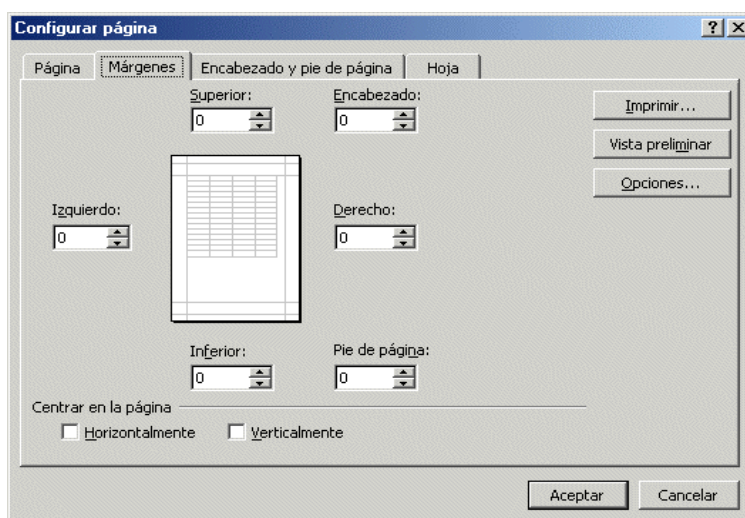 Configurar página
Página Márgenes Encabezado y pie de página Hoja
Superior: Encabezado:
0 0
Imprimir...
Vista preliminar
Opciones...
Izquierdo: Derecho:
0 0
Inferior: Pie de página:
0 0
Centrar en la página
Horizontalmente Verticalmente
Aceptar Cancelar